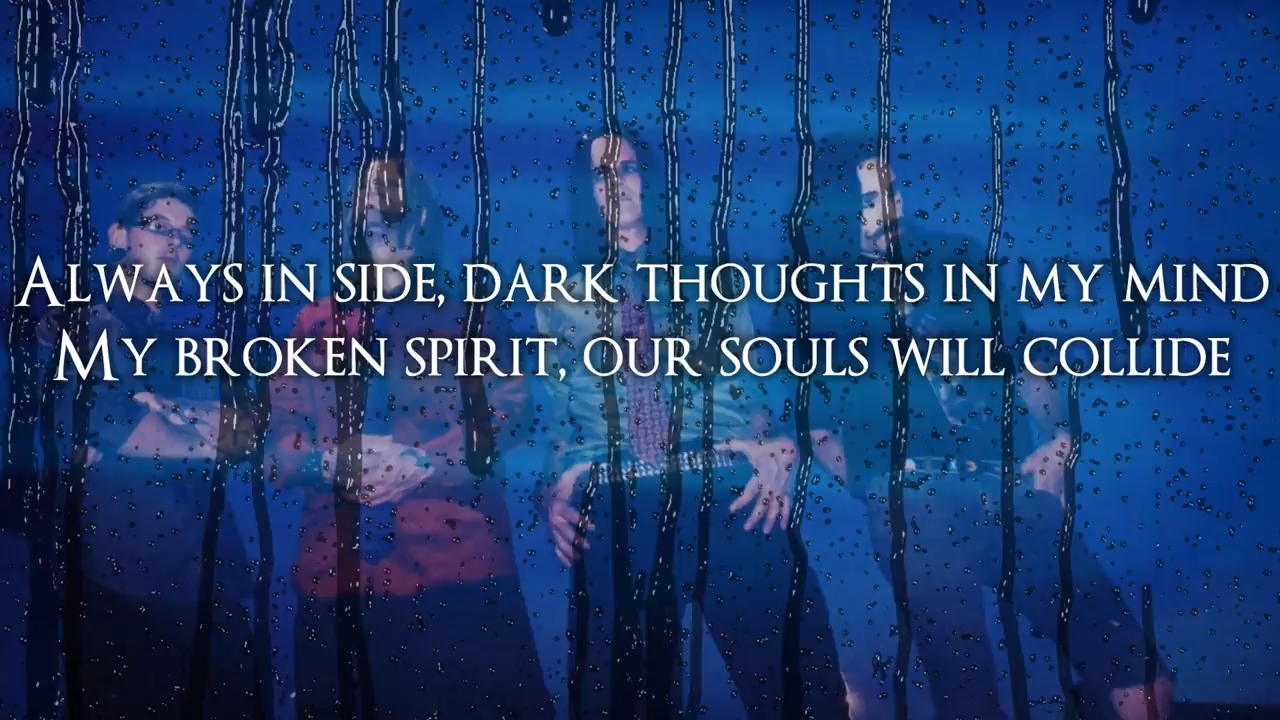 Always in side, dark thoughts in my mind
My broken spirit, our souls will collide